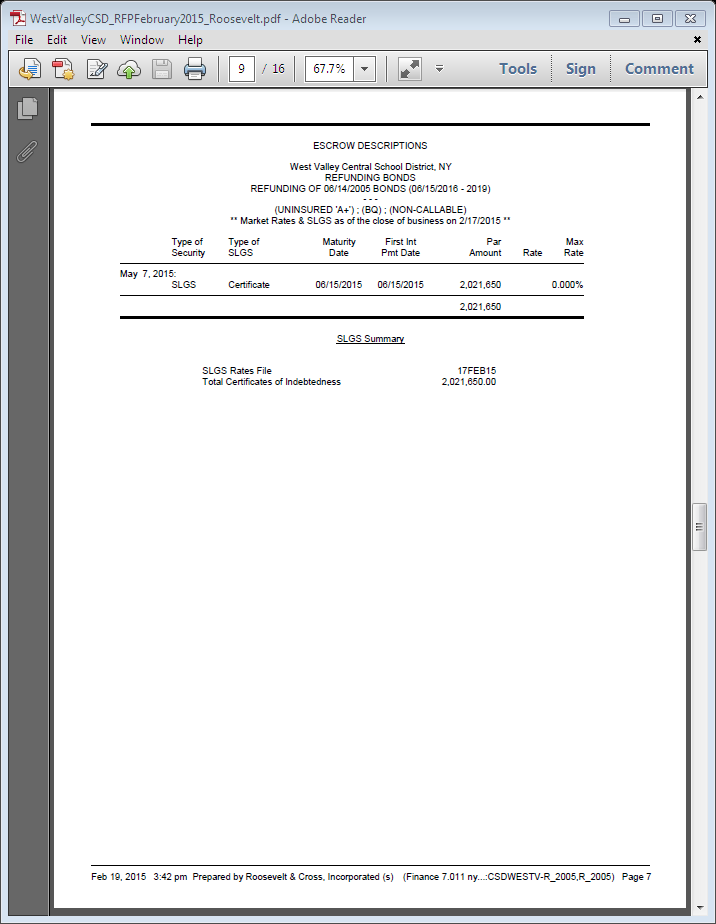 WestValleyCSD_RFPFebruary2015_Roosevelt.pdf - Adobe Reader
File Edit View Window Help
9 / 16 67.7% Tools Sign Comment
ESCROW DESCRIPTIONS
West Valley Central School District, NY
REFUNDING BONDS
REFUNDING OF 06/14/2005 BONDS (06/15/2016 - 2019)
- - -
(UNINSURED 'A+') ; (BQ) ; (NON-CALLABLE)
** Market Rates & SLGS as of the close of business on 2/17/2015 **
Type of Type of Maturity First Int Par Max
Security SLGS Date Pmt Date Amount Rate Rate
May 7, 2015:
SLGS Certificate 06/15/2015 06/15/2015 2,021,650 0.000%
2,021,650
SLGS Summary
SLGS Rates File 17FEB15
Total Certificates of Indebtedness 2,021,650.00
Feb 19, 2015 3:42 pm Prepared by Roosevelt & Cross, Incorporated (s) (Finance 7.011 ny...:CSDWESTV-R_2005,R_2005) Page 7